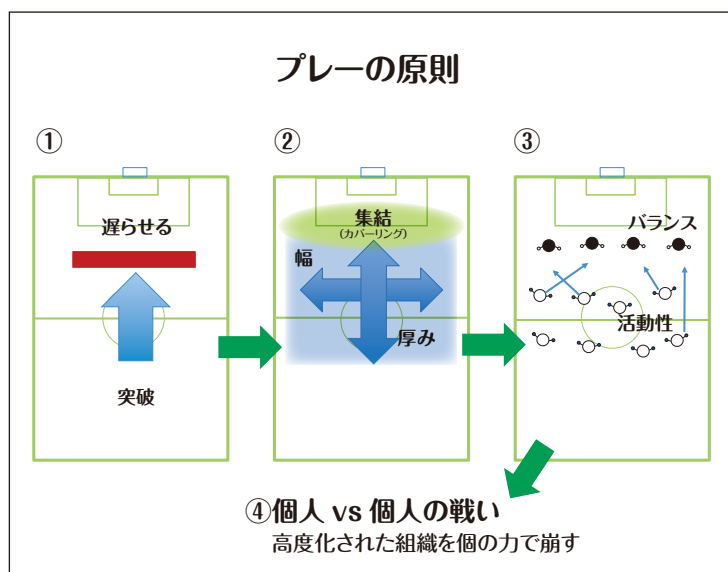 プレーの原則
①
遅らせる
突破
②
集結
(カバーリング)
幅
厚み
③
バランス
活動性
④個人 vs 個人の戦い
高度化された組織を個の力で崩す